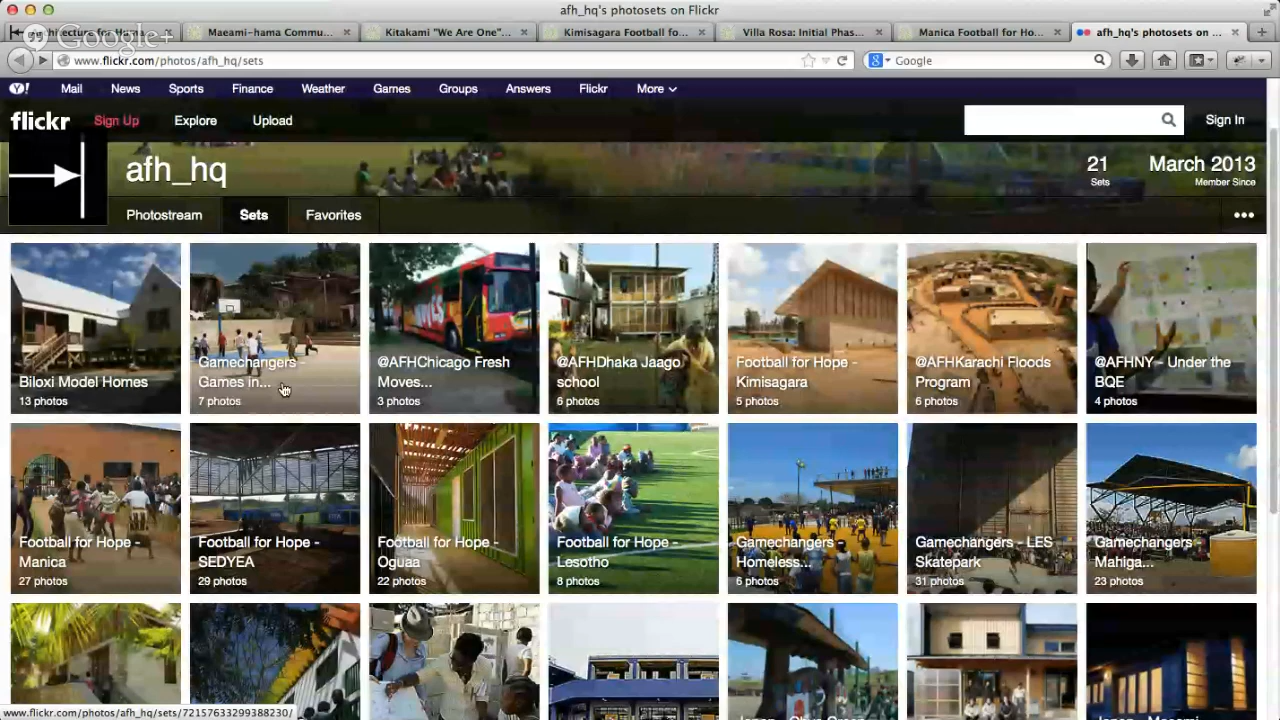 afh_hq's photosets on Flickr
Google+
Maeami-hama Commu...
Kitakami "We Are One"...
Kimisagara Football fo...
Villa Rosa: Initial Phas...
Manica Football for Ho...
afh_hq's photosets on ...
www.flickr.com/photos/afh_hq/sets
Google
Y!
Mail
News
Sports
Finance
Weather
Games
Groups
Answers
Flickr
More
flickr
Sign Up
Explore
Upload
Sign In
afh_hq
21
Sets
March 2013
Member Since
Photostream
Sets
Favorites
Biloxi Model Homes
13 photos
Gamechangers -
Games in...
7 photos
@AFHChicago Fresh
Moves...
3 photos
@AFHDhaka Jaago
school
6 photos
Football for Hope -
Kimisagara
5 photos
@AFHKarachi Floods
Program
6 photos
@AFHNY - Under the
BQE
4 photos
Football for Hope -
Manica
27 photos
Football for Hope -
SEDYEA
29 photos
Football for Hope -
Oguaa
22 photos
Football for Hope -
Lesotho
8 photos
Gamechangers -
Homeless...
6 photos
Gamechangers - LES
Skatepark
31 photos
Gamechangers
Mahiga...
23 photos
www.flickr.com/photos/afh_hq/sets/72157633299388230/